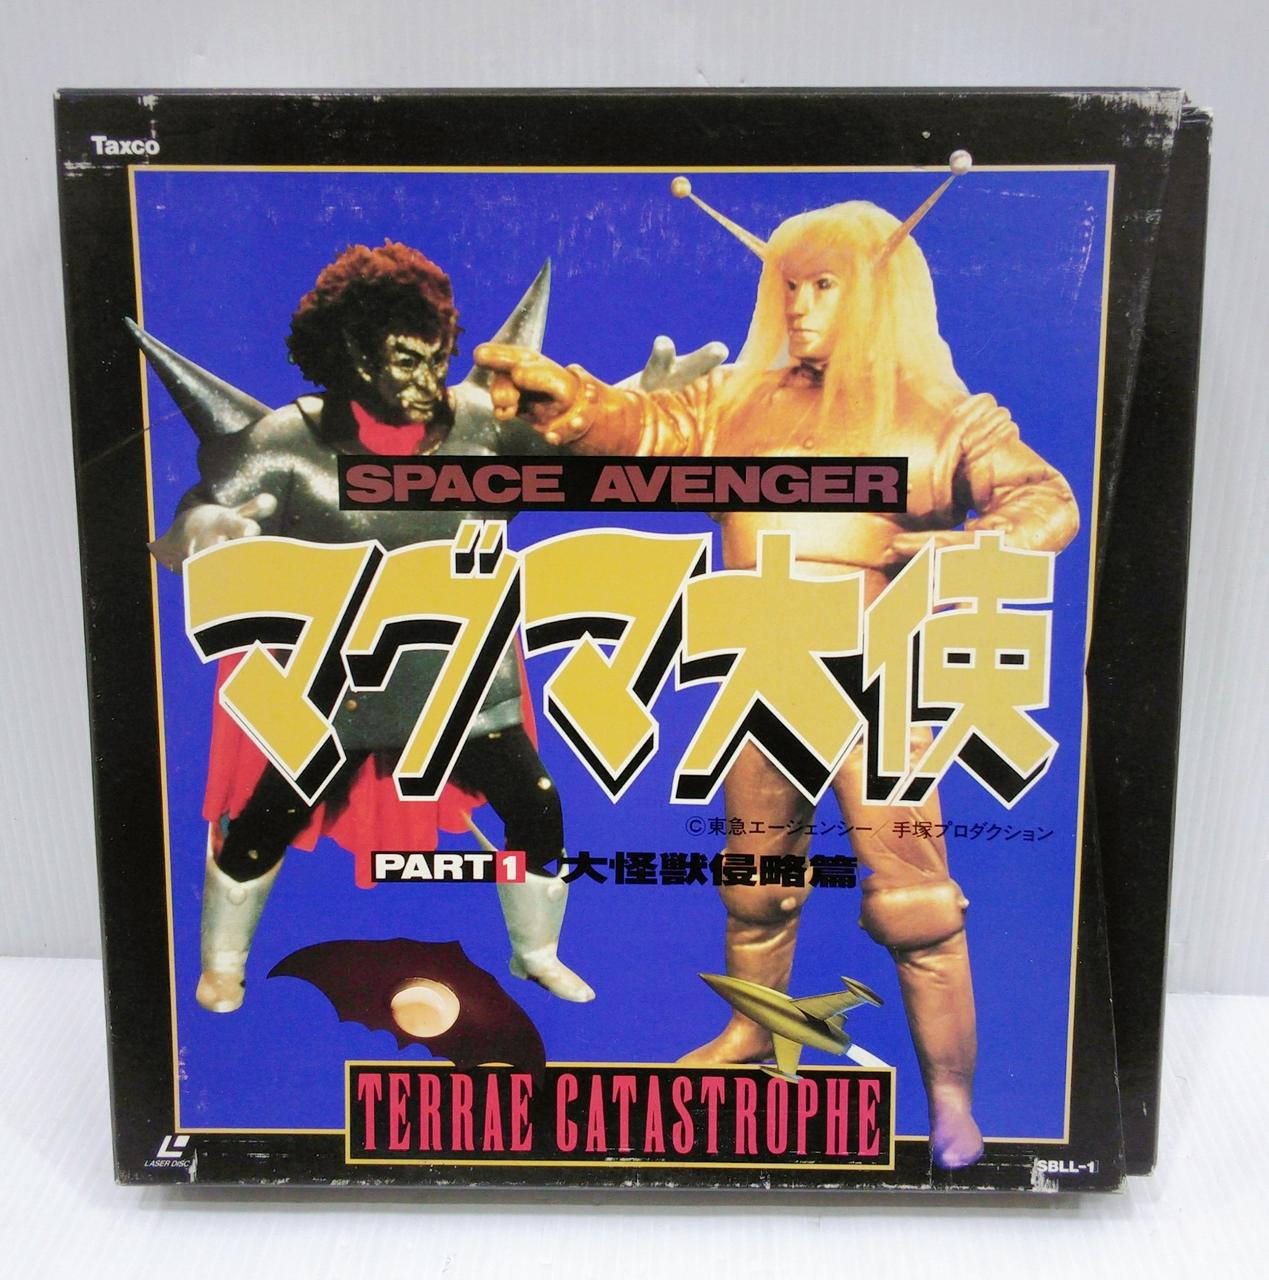 Taxco
SPACE AVENGER
マグマ大使
©東急エージェンシー/手塚プロダクション
PART 1 大怪獣侵略篇
TERRAE CATASTROPHE
LASER DISC
SBLL-1